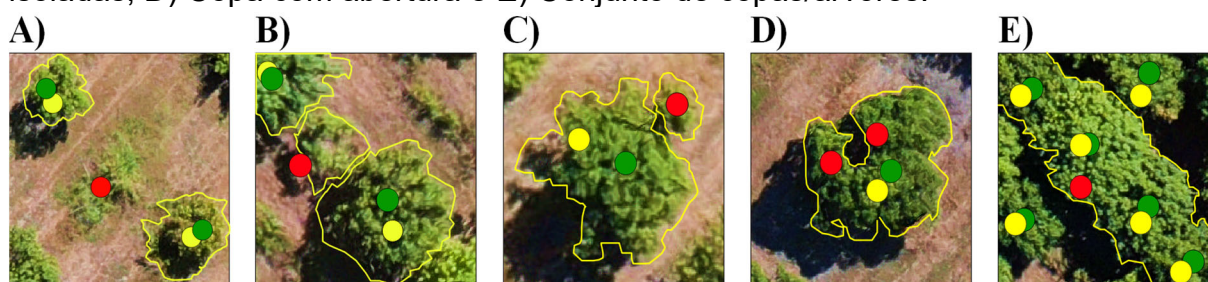 isoladas, D) Copa com abertura e E) Conjunto de copas/árvores.
A) B) C) D) E)